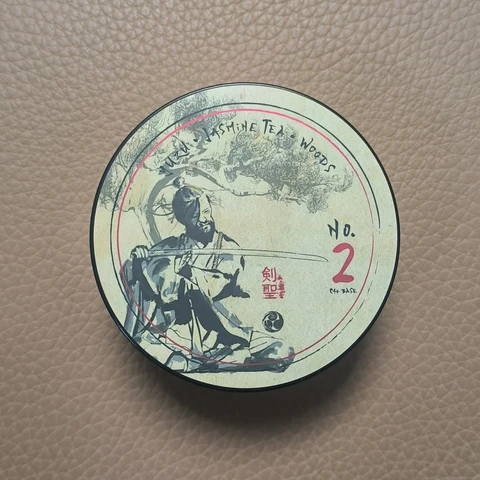 YUZU · JASMINE TEA · WOODS
NO.
2
剣聖